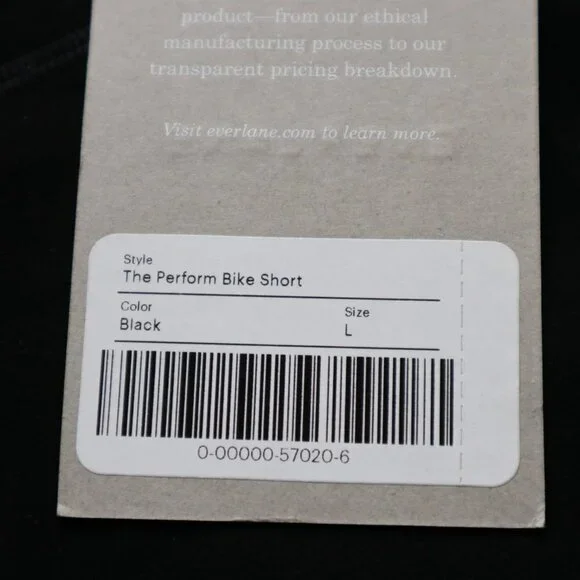 product—from our ethical
manufacturing process to our
transparent pricing breakdown.
Visit everlane.com to learn more.
Style
The Perform Bike Short
Color Size
Black L
0-00000-57020-6